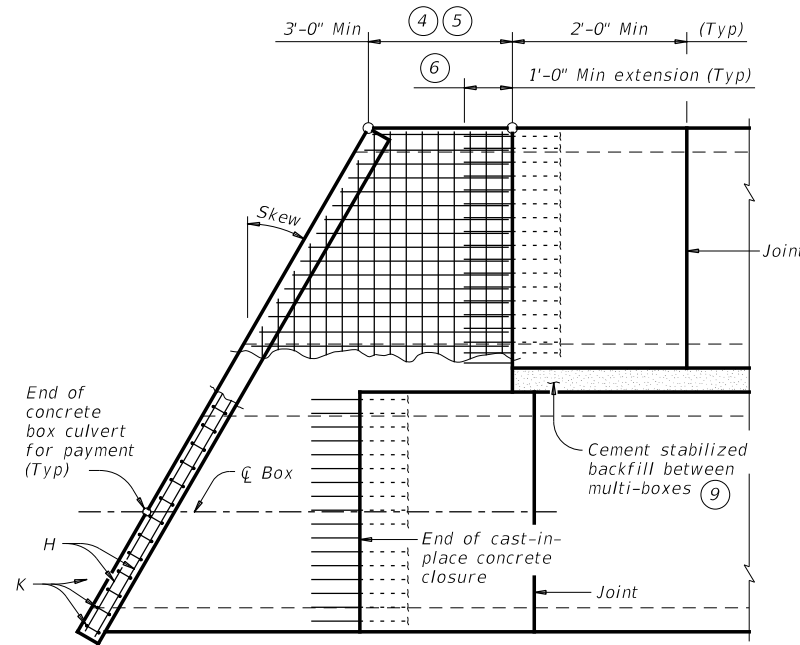 3'-0" Min
4 5
2'-0" Min
(Typ)
6
1'-0" Min extension (Typ)
Skew
Joint
End of
concrete
box culvert
for payment
(Typ)
℄ Box
Cement stabilized
backfill between
multi-boxes 9
H
End of cast-in-
place concrete
closure
K
Joint